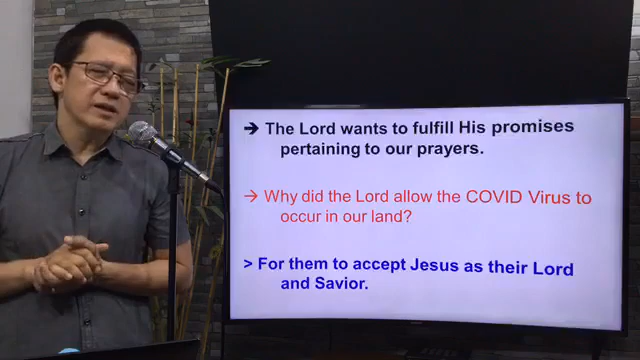 ➔ The Lord wants to fulfill His promises
pertaining to our prayers.
→ Why did the Lord allow the COVID Virus to
occur in our land?
> For them to accept Jesus as their Lord
and Savior.